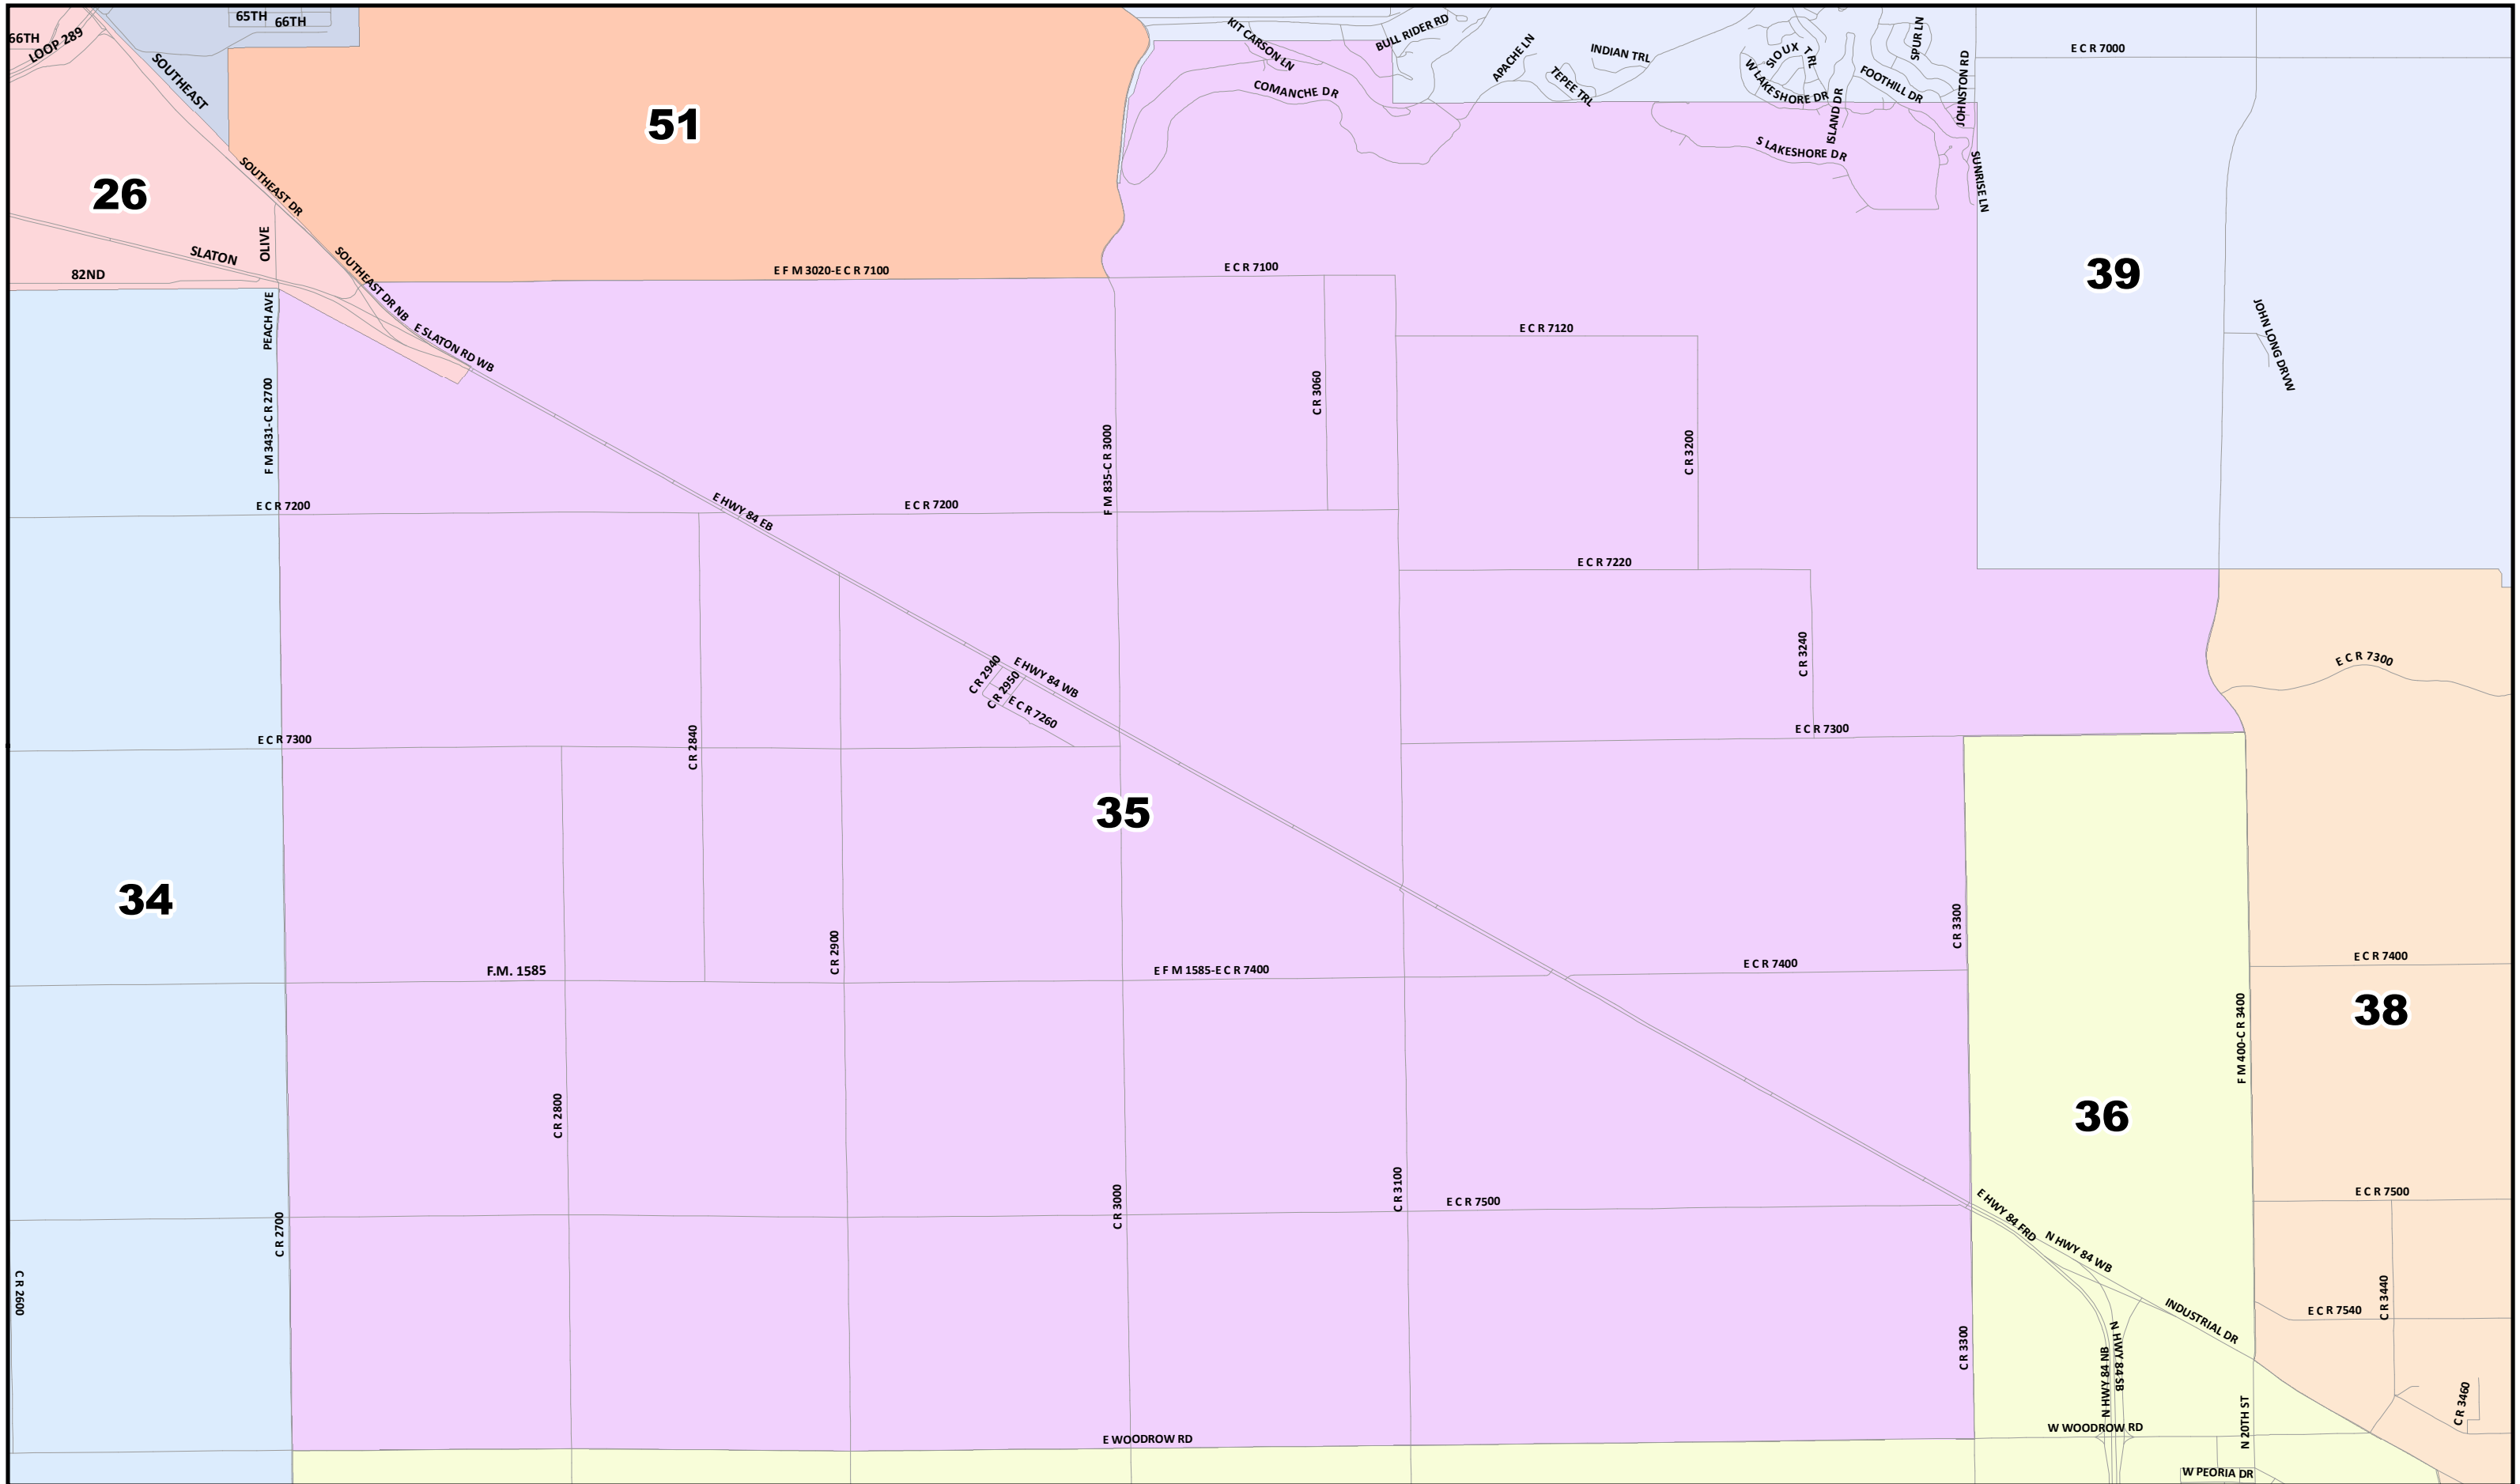 65TH
66TH
66TH
LOOP 289
SOUTHEAST
51
KIT CARSON LN
BULL RIDER RD
COMANCHE DR
APACHE LN
INDIAN TRL
TEPEE TRL
SIOUX TRL
W LAKESHORE DR
ISLAND DR
FOOTHILL DR
SPUR LN
JOHNSTON RD
E C R 7000
S LAKESHORE DR
SUNRISE LN
26
SOUTHEAST DR
OLIVE
SLATON
82ND
SOUTHEAST DR NB
E F M 3020-E C R 7100
E C R 7100
39
PEACH AVE
E SLATON RD WB
E C R 7120
JOHN LONG DRVW
F M 3431-C R 2700
C R 3060
C R 3200
F M 835-C R 3000
E C R 7200
E HWY 84 EB
E C R 7200
E C R 7220
C R 2940
C R 2950
E HWY 84 WB
E C R 7260
C R 3240
E C R 7300
E C R 7300
C R 2840
E C R 7300
35
34
C R 2900
C R 3300
F.M. 1585
E F M 1585-E C R 7400
E C R 7400
E C R 7400
38
F M 400-C R 3400
36
C R 2800
C R 2700
C R 3000
C R 3100
E C R 7500
E C R 7500
E HWY 84 FRD
N HWY 84 WB
C R 2600
INDUSTRIAL DR
E C R 7540
C R 3440
C R 3300
N HWY 84 NB
N HWY 84 SB
C R 3460
E WOODROW RD
W WOODROW RD
N 20TH ST
W PEORIA DR